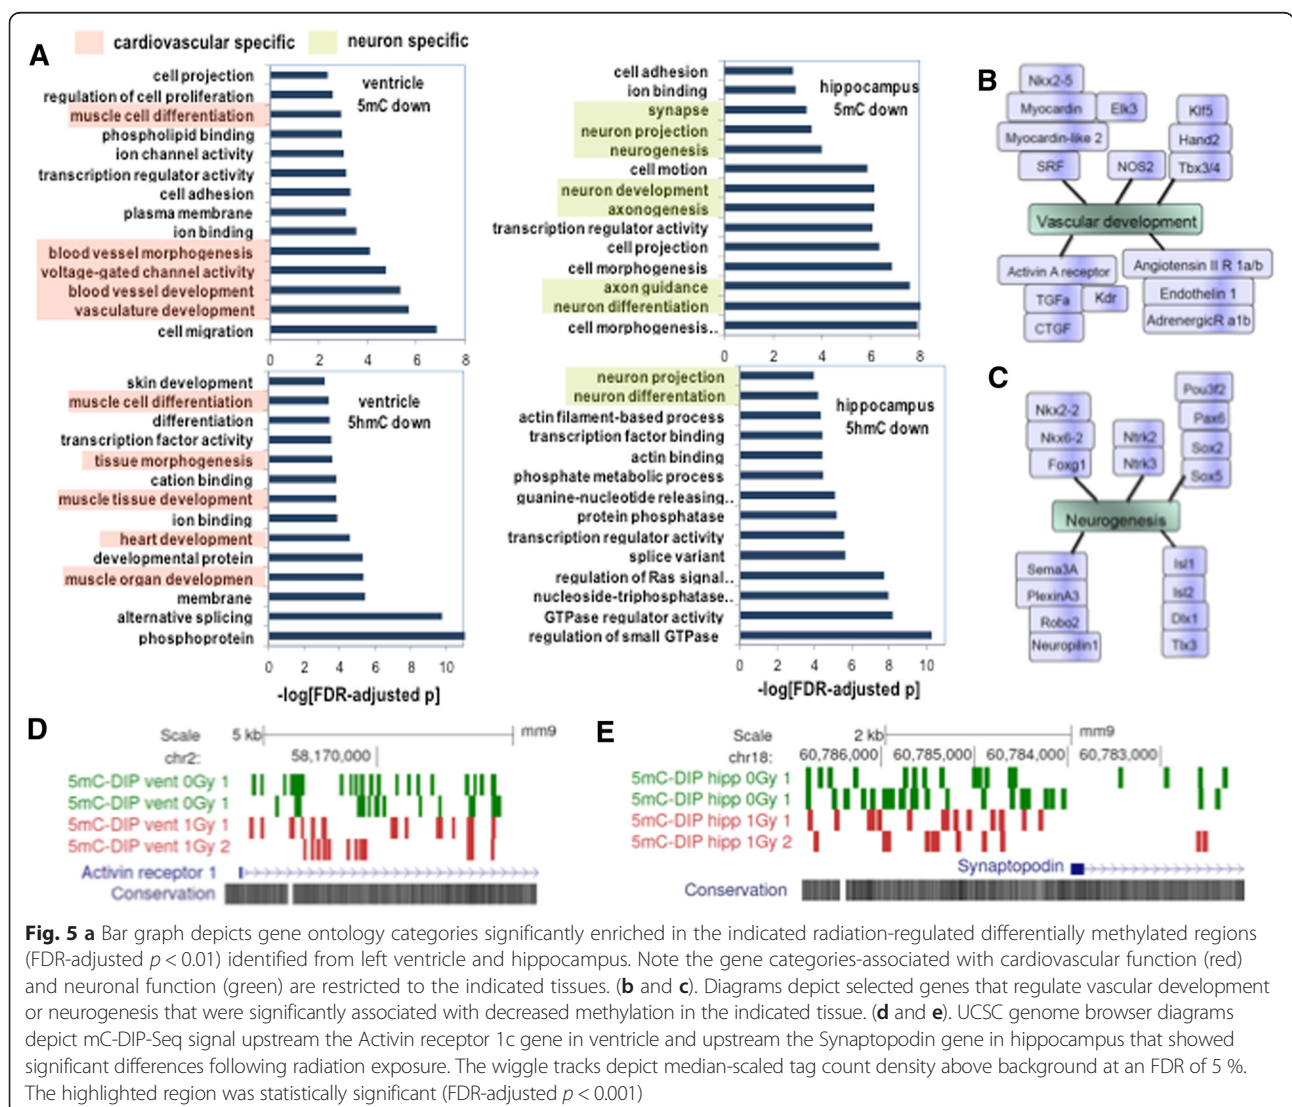 A
cardiovascular specific
neuron specific
ventricle
5mC down
cell projection
regulation of cell proliferation
muscle cell differentiation
phospholipid binding
ion channel activity
transcription regulator activity
cell adhesion
plasma membrane
ion binding
blood vessel morphogenesis
voltage-gated channel activity
blood vessel development
vasculature development
cell migration
0 2 4 6 8
hippocampus
5mC down
cell adhesion
ion binding
synapse
neuron projection
neurogenesis
cell motion
neuron development
axonogenesis
transcription regulator activity
cell projection
cell morphogenesis
axon guidance
neuron differentiation
cell morphogenesis..
0 2 4 6 8
ventricle
5hmC down
skin development
muscle cell differentiation
differentiation
transcription factor activity
tissue morphogenesis
cation binding
muscle tissue development
ion binding
heart development
developmental protein
muscle organ developmen
membrane
alternative splicing
phosphoprotein
0 2 4 6 8 10
-log[FDR-adjusted p]
hippocampus
5hmC down
neuron projection
neuron differentation
actin filament-based process
transcription factor binding
actin binding
phosphate metabolic process
guanine-nucleotide releasing..
protein phosphatase
transcription regulator activity
splice variant
regulation of Ras signal..
nucleoside-triphosphatase..
GTPase regulator activity
regulation of small GTPase
0 2 4 6 8 10
-log[FDR-adjusted p]
B
Nkx2-5
Myocardin
Elk3
Myocardin-like 2
SRF
NOS2
Klf5
Hand2
Tbx3/4
Vascular development
Activin A receptor
TGFa
Kdr
CTGF
Angiotensin II R 1a/b
Endothelin 1
AdrenergicR a1b
C
Nkx2-2
Nkx6-2
Foxg1
Ntrk2
Ntrk3
Pou3f2
Pax6
Sox2
Sox5
Neurogenesis
Sema3A
PlexinA3
Robo2
Neuropilin1
Isl1
Isl2
Dlx1
Tlx3
D
Scale 5 kb mm9
chr2: 58,170,000
5mC-DIP vent 0Gy 1
5mC-DIP vent 0Gy 1
5mC-DIP vent 1Gy 1
5mC-DIP vent 1Gy 2
Activin receptor 1
Conservation
E
Scale 2 kb mm9
chr18: 60,786,000 60,785,000 60,784,000 60,783,000
5mC-DIP hipp 0Gy 1
5mC-DIP hipp 0Gy 1
5mC-DIP hipp 1Gy 1
5mC-DIP hipp 1Gy 2
Synaptopodin
Conservation
Fig. 5 a Bar graph depicts gene ontology categories significantly enriched in the indicated radiation-regulated differentially methylated regions
(FDR-adjusted p < 0.01) identified from left ventricle and hippocampus. Note the gene categories-associated with cardiovascular function (red)
and neuronal function (green) are restricted to the indicated tissues. (b and c). Diagrams depict selected genes that regulate vascular development
or neurogenesis that were significantly associated with decreased methylation in the indicated tissue. (d and e). UCSC genome browser diagrams
depict mC-DIP-Seq signal upstream the Activin receptor 1c gene in ventricle and upstream the Synaptopodin gene in hippocampus that showed
significant differences following radiation exposure. The wiggle tracks depict median-scaled tag count density above background at an FDR of 5 %.
The highlighted region was statistically significant (FDR-adjusted p < 0.001)